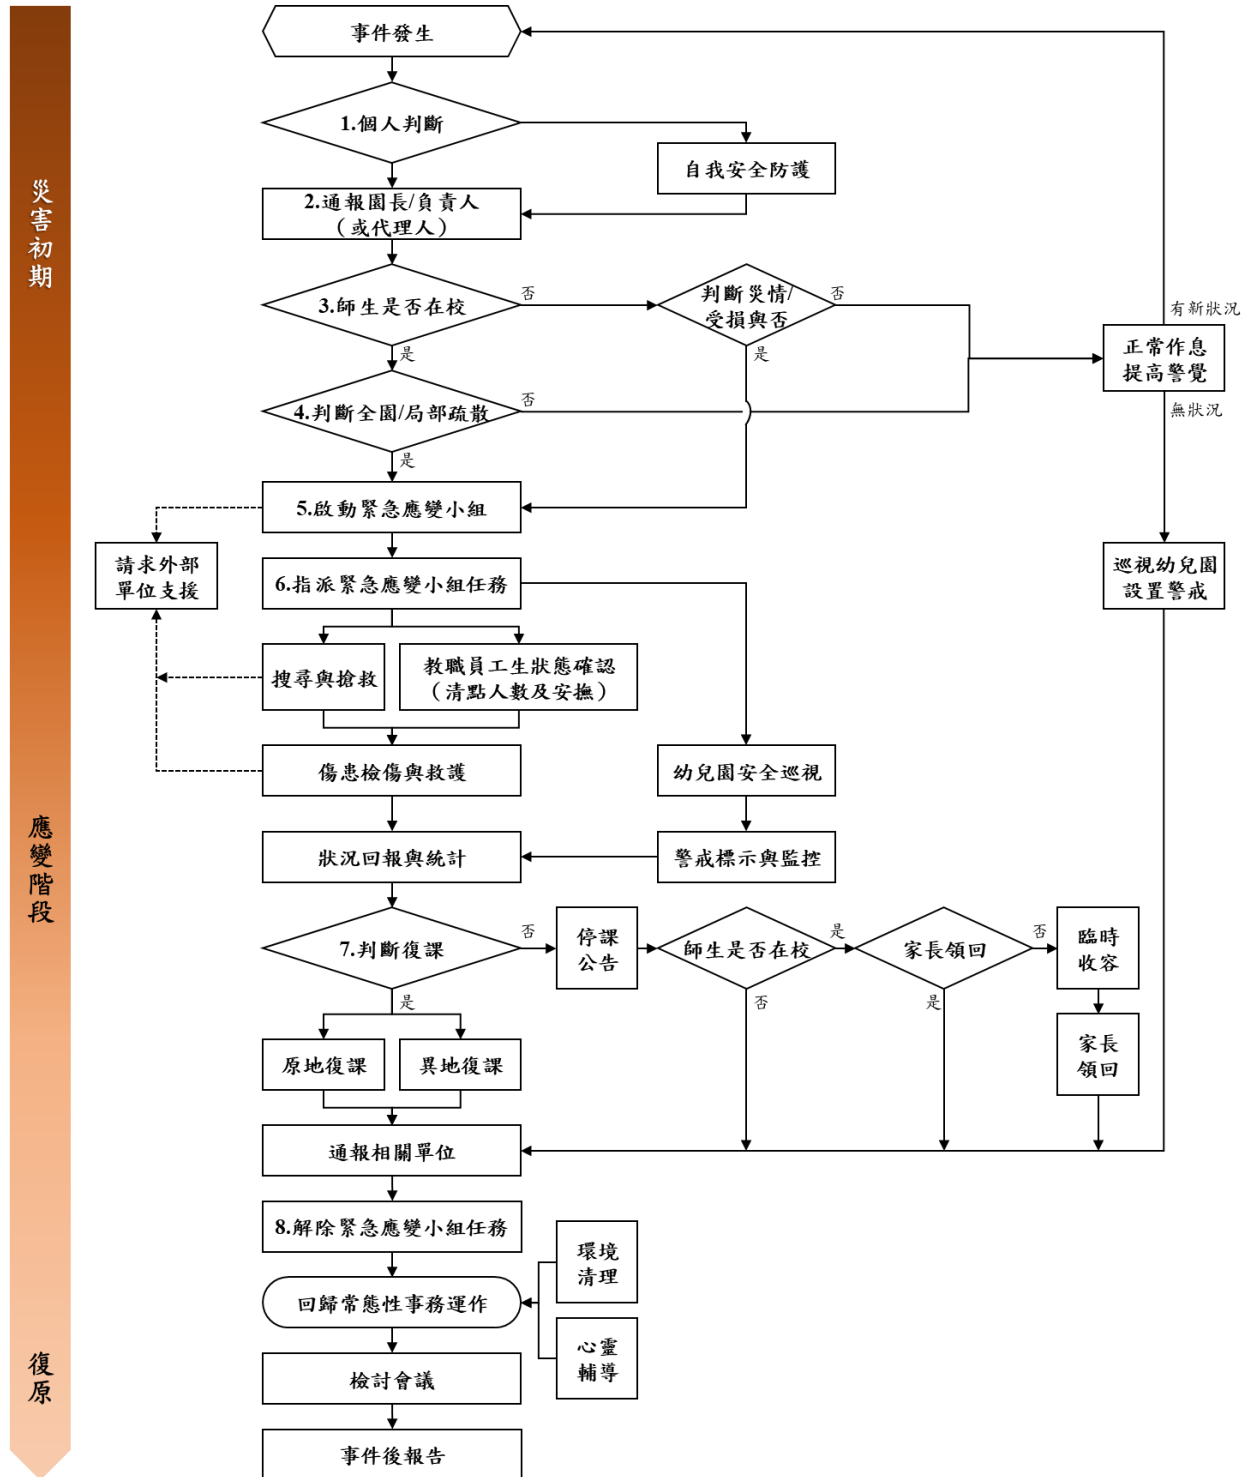 災害初期
應變階段
復原
事件發生
1.個人判斷
自我安全防護
2.通報園長/負責人
（或代理人）
3.師生是否在校
否
判斷災情/
受損與否
否
有新狀況
正常作息
提高警覺
是
是
4.判斷全園/局部疏散
否
無狀況
是
5.啟動緊急應變小組
請求外部
單位支援
6.指派緊急應變小組任務
巡視幼兒園
設置警戒
搜尋與搶救
教職員工生狀態確認
（清點人數及安撫）
傷患檢傷與救護
幼兒園安全巡視
狀況回報與統計
警戒標示與監控
7.判斷復課
否
停課
公告
師生是否在校
是
家長領回
否
臨時
收容
是
否
是
原地復課
異地復課
家長
領回
通報相關單位
8.解除緊急應變小組任務
環境
清理
回歸常態性事務運作
心靈
輔導
檢討會議
事件後報告